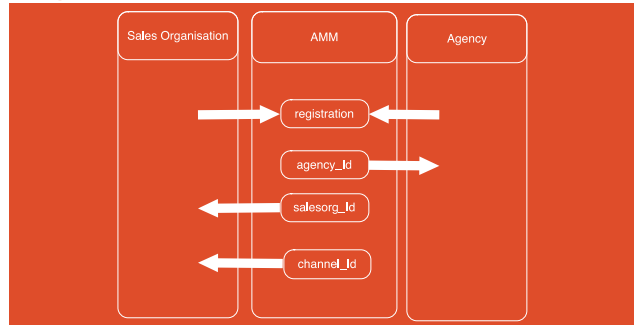 Sales Organisation
AMM
Agency
registration
agency_Id
salesorg_Id
channel_Id